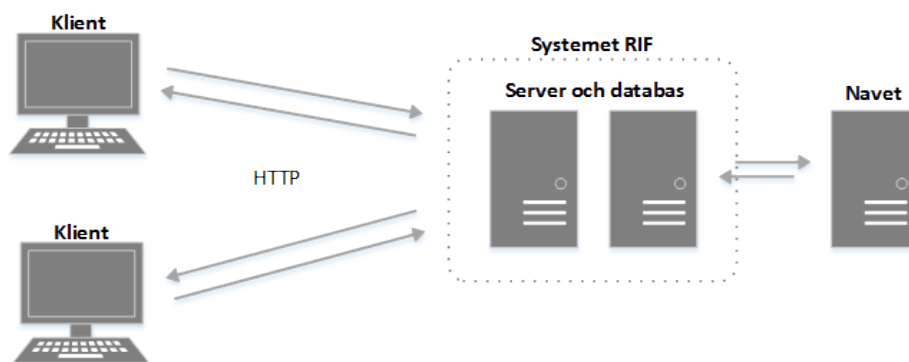 Klient
Systemet RIF
Server och databas
Navet
HTTP
Klient